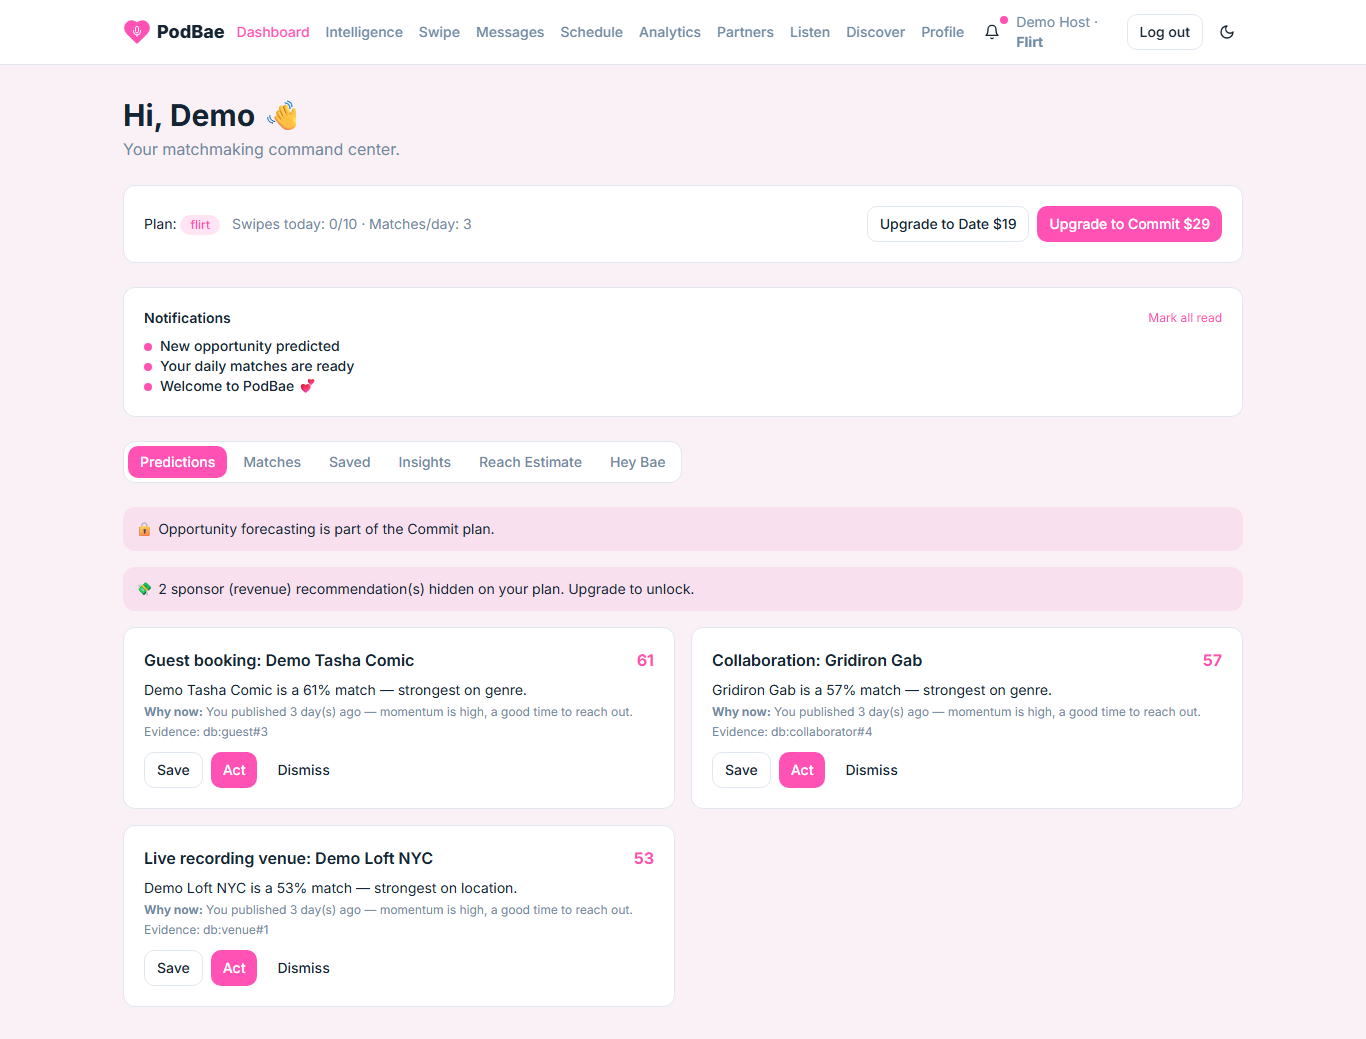 PodBae Dashboard Intelligence Swipe Messages Schedule Analytics Partners Listen Discover Profile Demo Host · Flirt Log out
Hi, Demo 👋
Your matchmaking command center.
Plan: flirt Swipes today: 0/10 · Matches/day: 3 Upgrade to Date $19 Upgrade to Commit $29
Notifications Mark all read
New opportunity predicted
Your daily matches are ready
Welcome to PodBae 💕
Predictions Matches Saved Insights Reach Estimate Hey Bae
🔒 Opportunity forecasting is part of the Commit plan.
💸 2 sponsor (revenue) recommendation(s) hidden on your plan. Upgrade to unlock.
Guest booking: Demo Tasha Comic 61
Demo Tasha Comic is a 61% match — strongest on genre.
Why now: You published 3 day(s) ago — momentum is high, a good time to reach out.
Evidence: db:guest#3
Save Act Dismiss
Collaboration: Gridiron Gab 57
Gridiron Gab is a 57% match — strongest on genre.
Why now: You published 3 day(s) ago — momentum is high, a good time to reach out.
Evidence: db:collaborator#4
Save Act Dismiss
Live recording venue: Demo Loft NYC 53
Demo Loft NYC is a 53% match — strongest on location.
Why now: You published 3 day(s) ago — momentum is high, a good time to reach out.
Evidence: db:venue#1
Save Act Dismiss